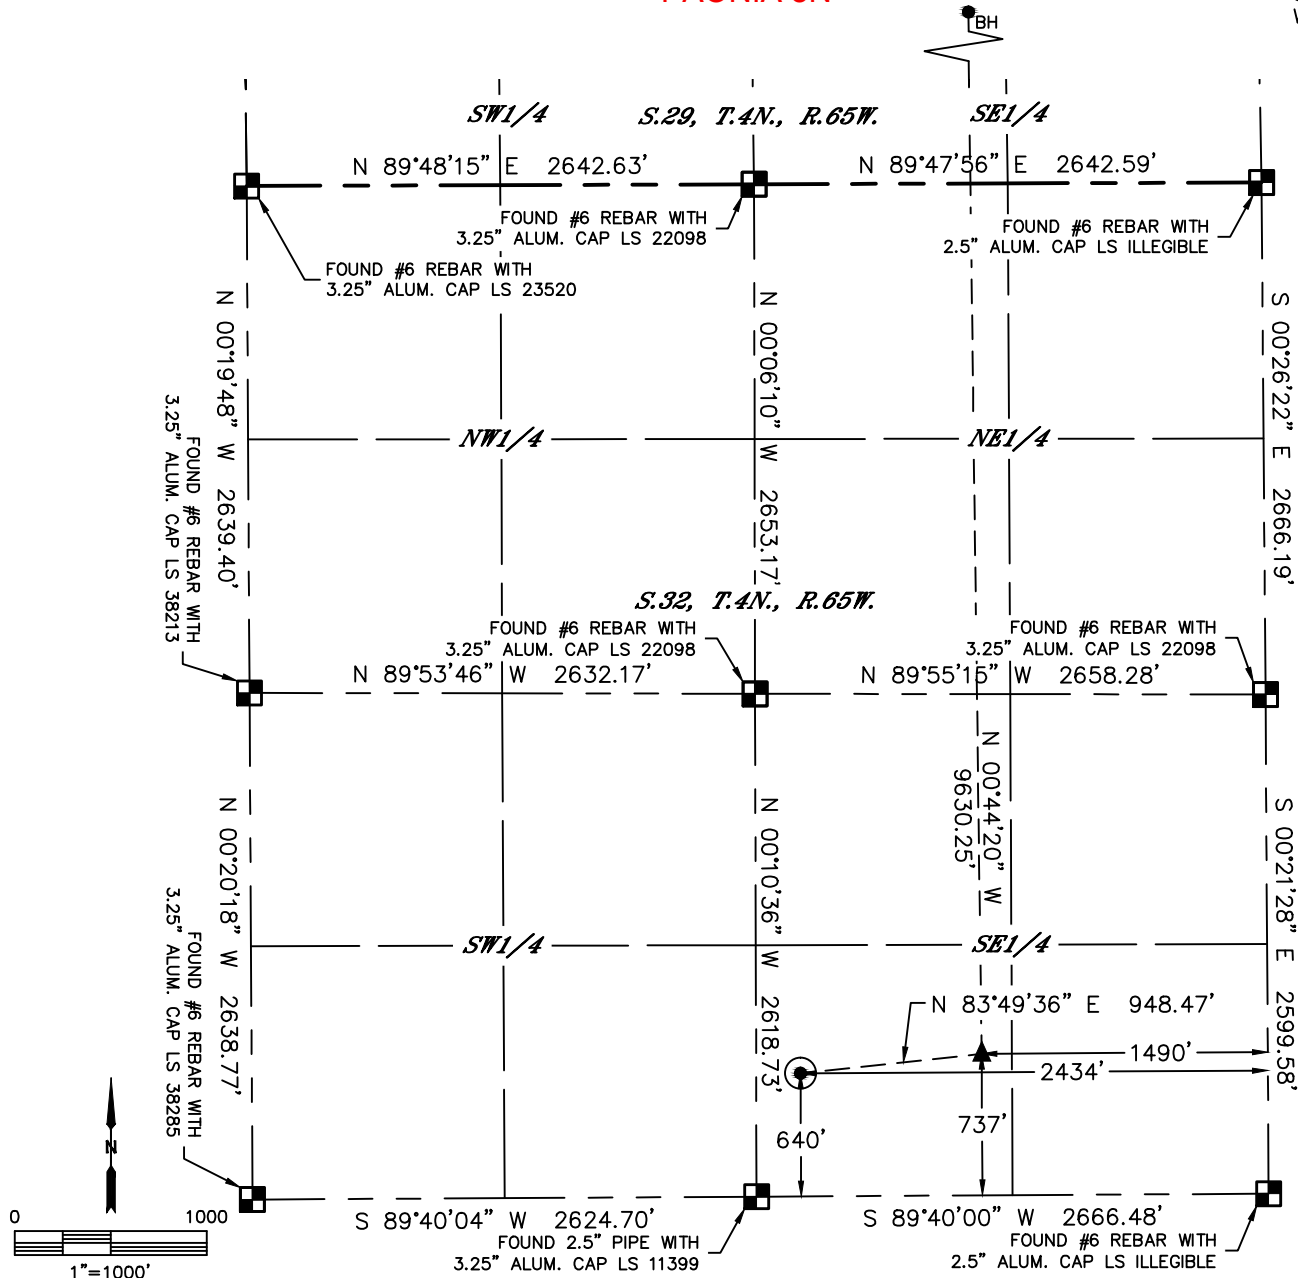 BH
SW1/4
S.29, T.4N., R.65W.
SE1/4
N 89°48'15" E 2642.63'
N 89°47'56" E 2642.59'
FOUND #6 REBAR WITH
3.25" ALUM. CAP LS 22098
FOUND #6 REBAR WITH
2.5" ALUM. CAP LS ILLEGIBLE
FOUND #6 REBAR WITH
3.25" ALUM. CAP LS 23520
N 00°19'48" W 2639.40'
N 00°06'10" W 2653.17'
S 00°26'22" E 2666.19'
NW1/4
NE1/4
FOUND #6 REBAR WITH
3.25" ALUM. CAP LS 38213
S.32, T.4N., R.65W.
FOUND #6 REBAR WITH
3.25" ALUM. CAP LS 22098
FOUND #6 REBAR WITH
3.25" ALUM. CAP LS 22098
N 89°53'46" W 2632.17'
N 89°55'15" W 2658.28'
N 00°44'20" W
9630.25'
N 00°20'18" W 2638.77'
N 00°10'36" W 2618.73'
S 00°21'28" E 2599.58'
SW1/4
SE1/4
FOUND #6 REBAR WITH
3.25" ALUM. CAP LS 38285
N 83°49'36" E 948.47'
1490'
2434'
640'
737'
N
0 1000
1"=1000'
S 89°40'04" W 2624.70'
S 89°40'00" W 2666.48'
FOUND 2.5" PIPE WITH
3.25" ALUM. CAP LS 11399
FOUND #6 REBAR WITH
2.5" ALUM. CAP LS ILLEGIBLE